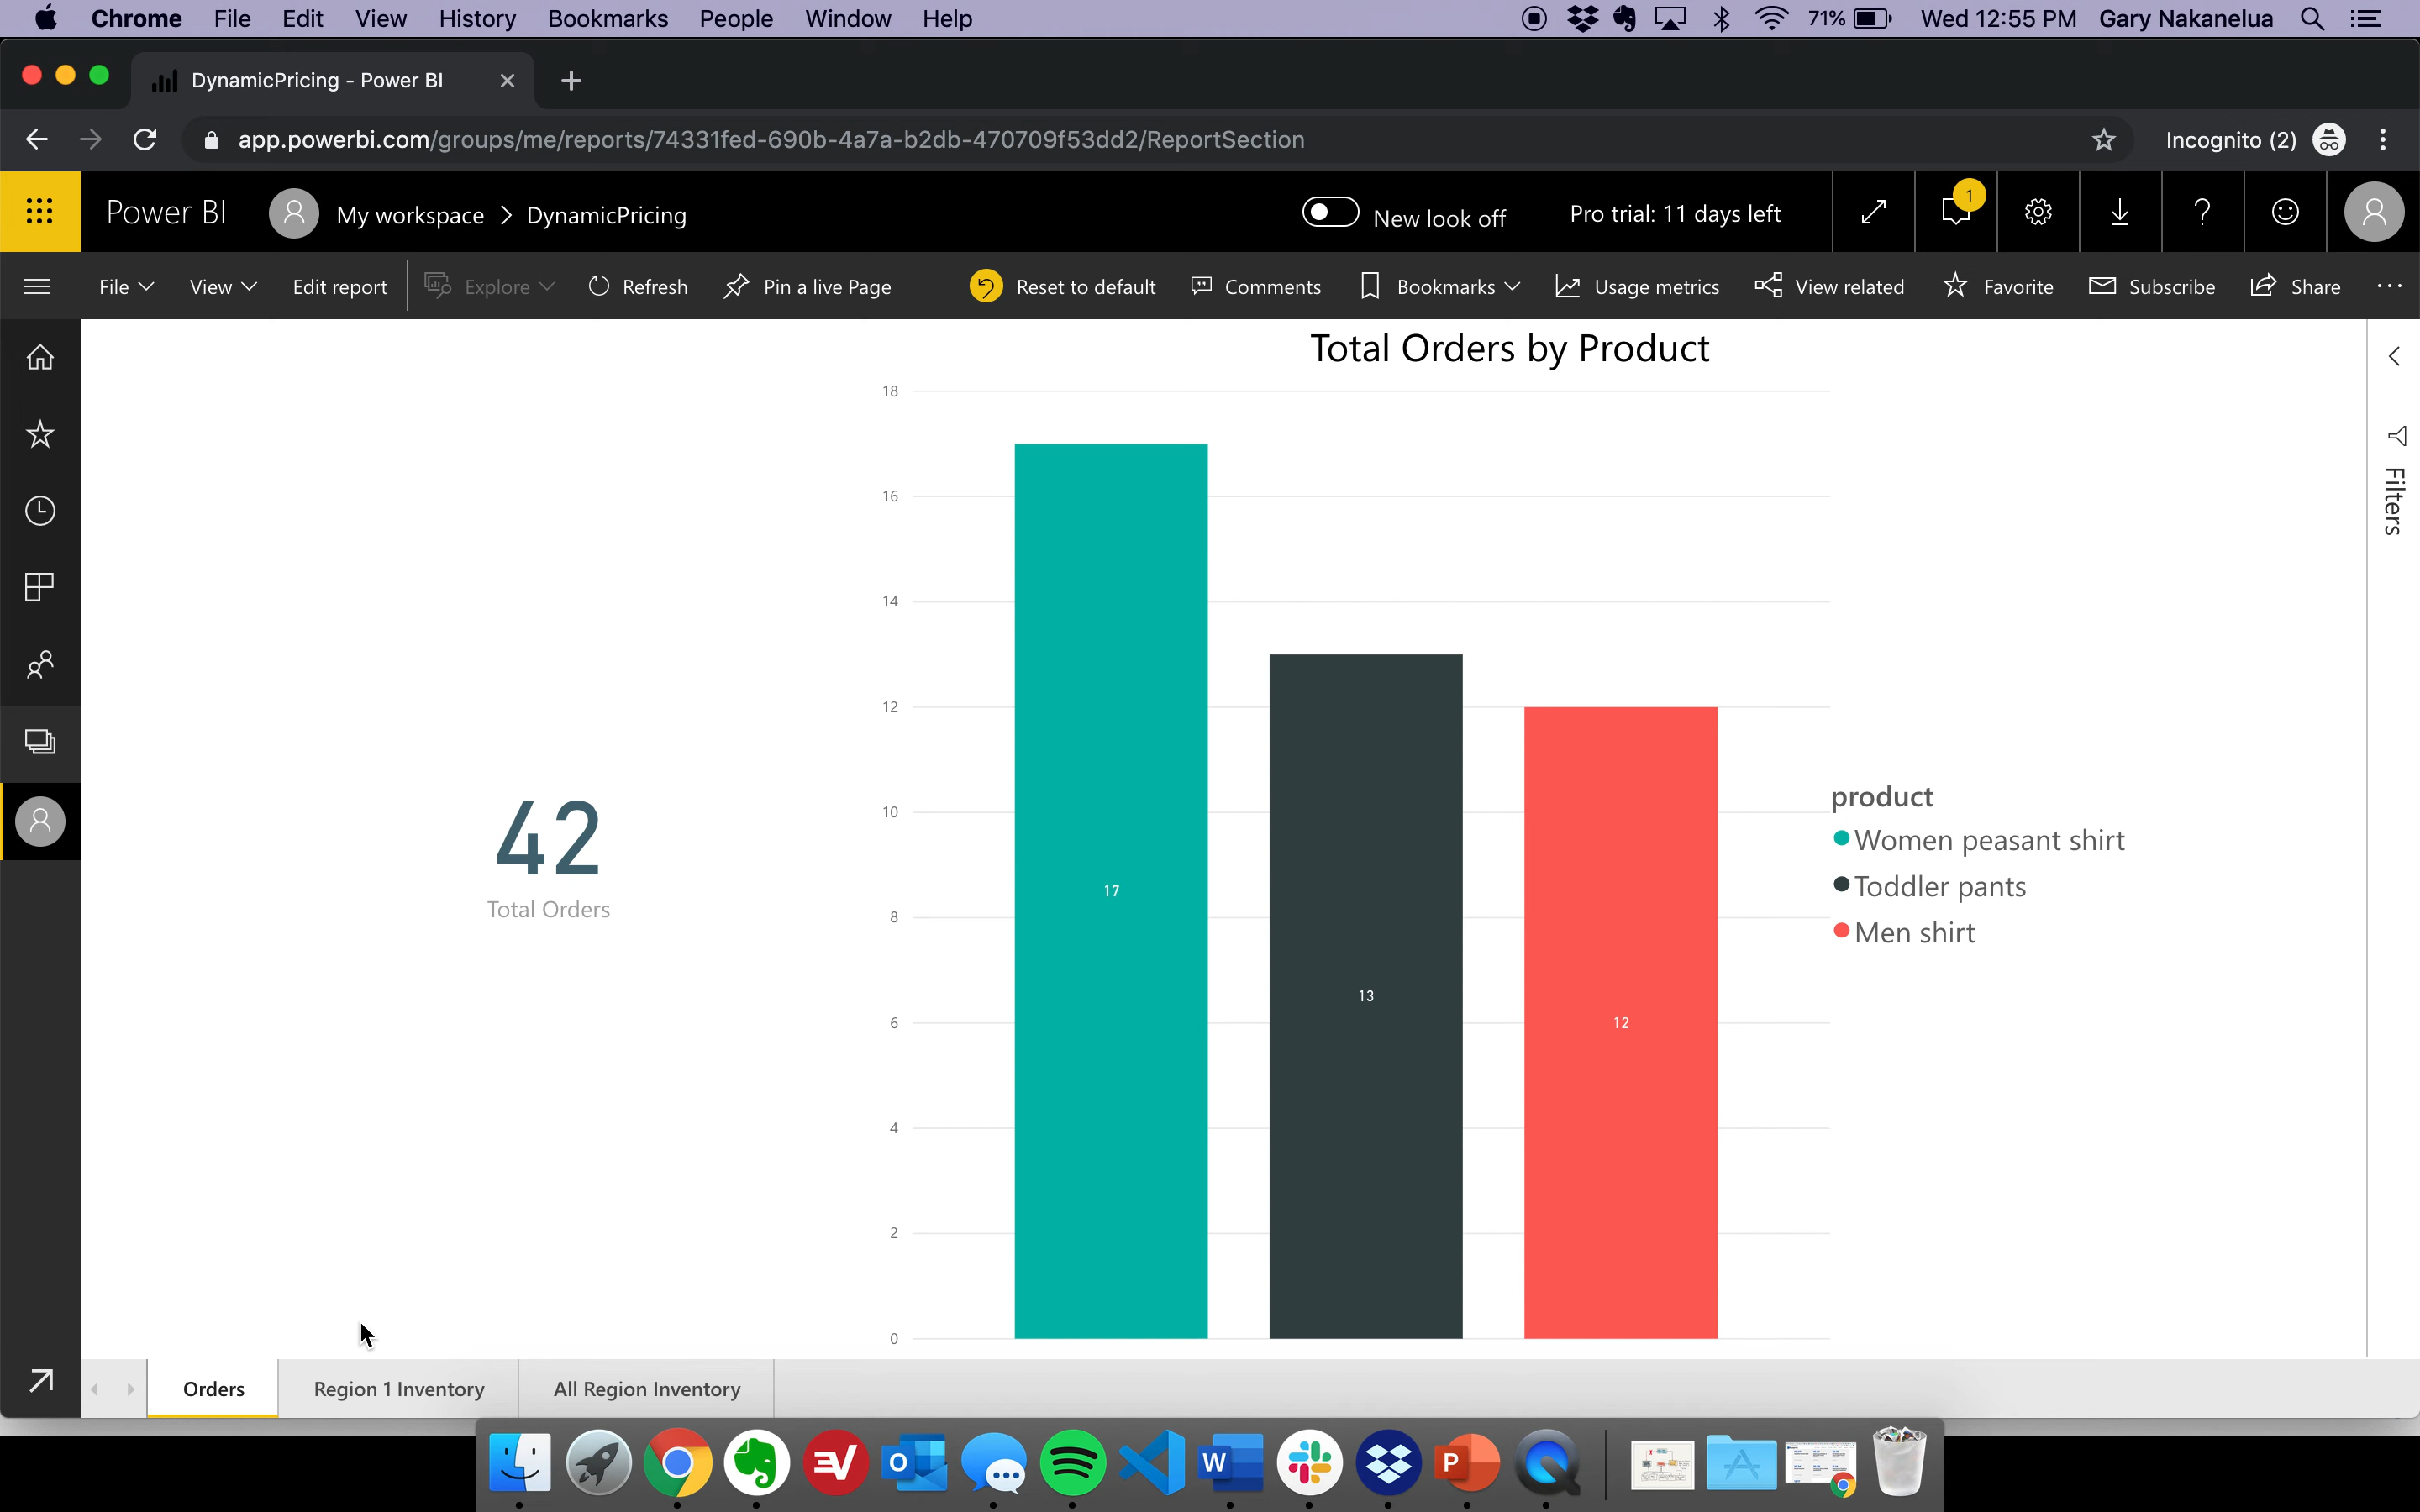 Chrome File Edit View History Bookmarks People Window Help 71% Wed 12:55 PM Gary Nakanelua
DynamicPricing - Power BI
app.powerbi.com/groups/me/reports/74331fed-690b-4a7a-b2db-470709f53dd2/ReportSection Incognito (2)
Power BI My workspace > DynamicPricing New look off Pro trial: 11 days left 1 ?
File View Edit report Explore Refresh Pin a live Page Reset to default Comments Bookmarks Usage metrics View related Favorite Subscribe Share ...
Total Orders by Product
18
16
14
12
10
8
6
4
2
0
42
Total Orders
17
13
12
product
Women peasant shirt
Toddler pants
Men shirt
Filters
Orders Region 1 Inventory All Region Inventory